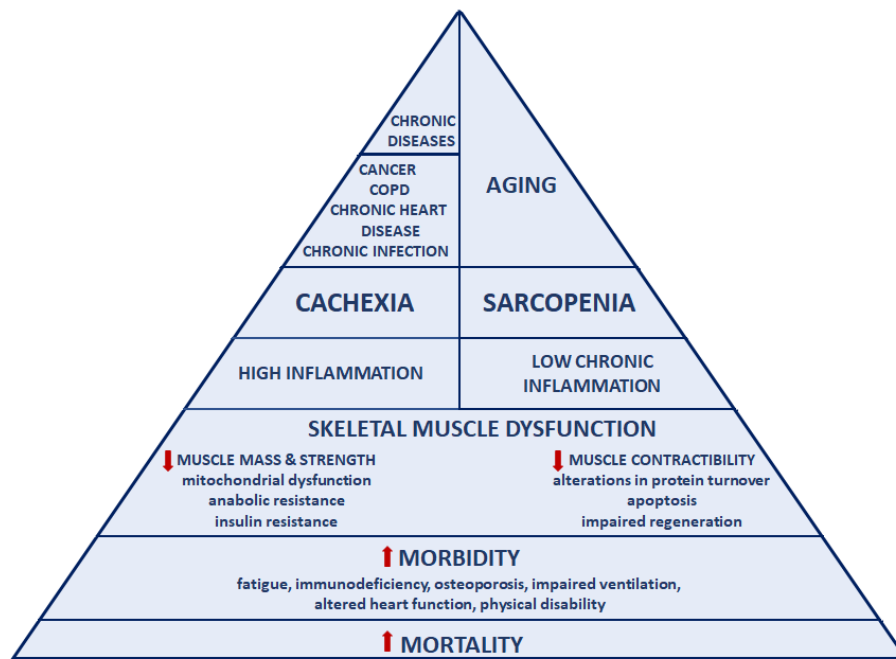 CHRONIC
DISEASES
CANCER
COPD
CHRONIC HEART
DISEASE
CHRONIC INFECTION
AGING
CACHEXIA
SARCOPENIA
HIGH INFLAMMATION
LOW CHRONIC
INFLAMMATION
SKELETAL MUSCLE DYSFUNCTION
MUSCLE MASS & STRENGTH
mitochondrial dysfunction
anabolic resistance
insulin resistance
MUSCLE CONTRACTIBILITY
alterations in protein turnover
apoptosis
impaired regeneration
MORBIDITY
fatigue, immunodeficiency, osteoporosis, impaired ventilation,
altered heart function, physical disability
MORTALITY